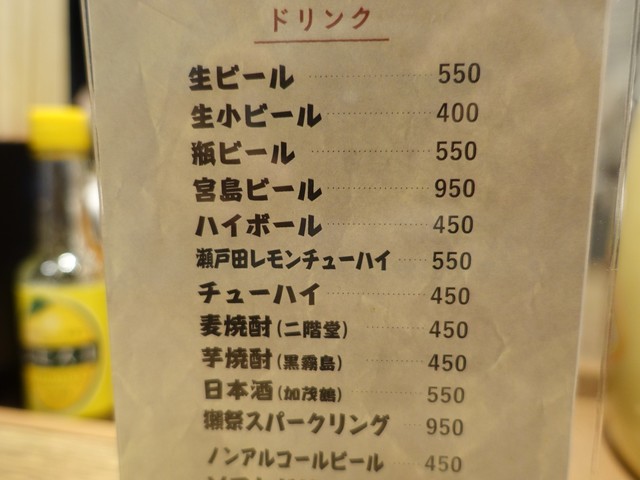 ドリンク
生ビール 550
生小ビール 400
瓶ビール 550
宮島ビール 950
ハイボール 450
瀬戸田レモンチューハイ 550
チューハイ 450
麦焼酎(二階堂) 450
芋焼酎(黒霧島) 450
日本酒(加茂鶴) 550
獺祭スパークリング 950
ノンアルコールビール 450